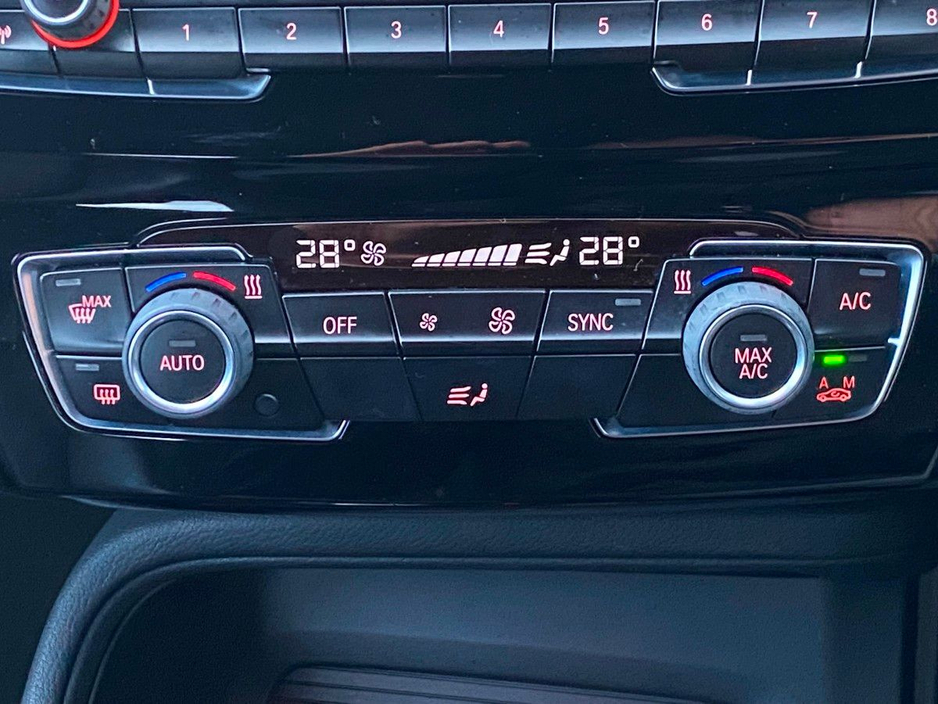 1 2 3 4 5 6 7 8
28° 28°
MAX
OFF
SYNC
A/C
AUTO
MAX
A/C
A M